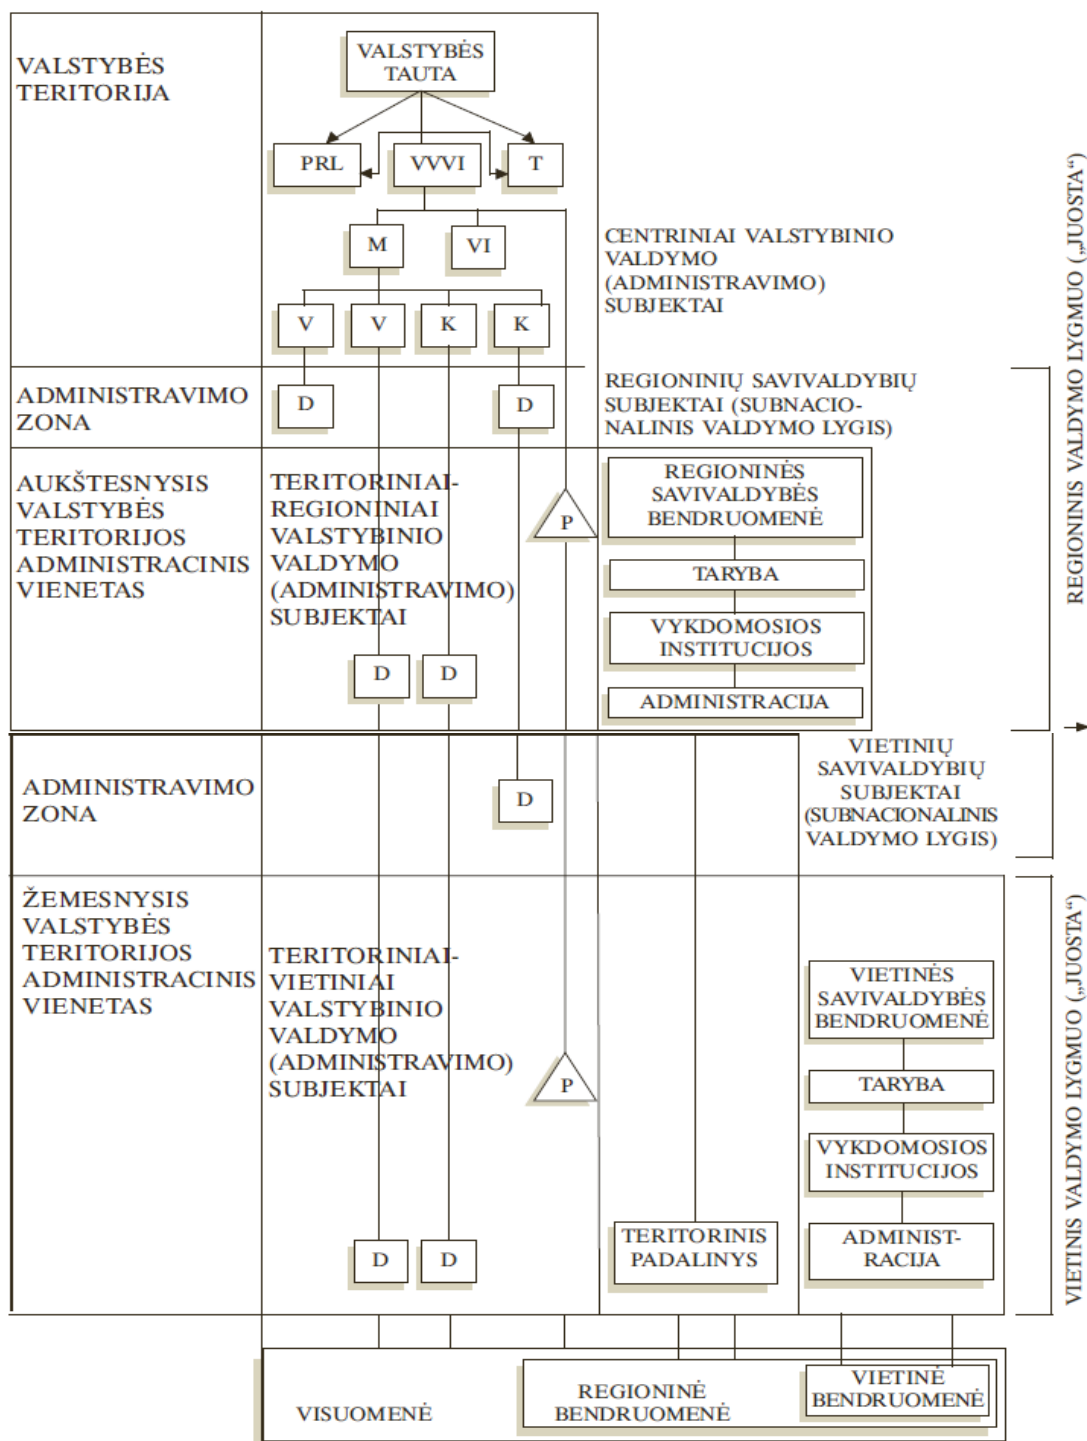 VALSTYBĖS
TERITORIJA
VALSTYBĖS
TAUTA
PRL
VVVI
T
M
VI
V
V
K
K
CENTRINIAI VALSTYBINIO
VALDYMO
(ADMINISTRAVIMO)
SUBJEKTAI
ADMINISTRAVIMO
ZONA
D
D
REGIONINIŲ SAVIVALDYBIŲ
SUBJEKTAI (SUBNACIO-
NALINIS VALDYMO LYGIS)
REGIONINIS VALDYMO LYGMUO („JUOSTA“)
AUKŠTESNYSIS
VALSTYBĖS
TERITORIJOS
ADMINISTRACINIS
VIENETAS
TERITORINIAI-
REGIONINIAI
VALSTYBINIO
VALDYMO
(ADMINISTRAVIMO)
SUBJEKTAI
P
D
D
REGIONINĖS
SAVIVALDYBĖS
BENDRUOMENĖ
TARYBA
VYKDOMOSIOS
INSTITUCIJOS
ADMINISTRACIJA
ADMINISTRAVIMO
ZONA
D
VIETINIŲ
SAVIVALDYBIŲ
SUBJEKTAI
(SUBNACIONALINIS
VALDYMO LYGIS)
ŽEMESNYSIS
VALSTYBĖS
TERITORIJOS
ADMINISTRACINIS
VIENETAS
TERITORINIAI-
VIETINIAI
VALSTYBINIO
VALDYMO
(ADMINISTRAVIMO)
SUBJEKTAI
P
D
D
TERITORINIS
PADALINYS
VIETINĖS
SAVIVALDYBĖS
BENDRUOMENĖ
TARYBA
VYKDOMOSIOS
INSTITUCIJOS
ADMINIST-
RACIJA
VIETINIS VALDYMO LYGMUO („JUOSTA“)
VISUOMENĖ
REGIONINĖ
BENDRUOMENĖ
VIETINĖ
BENDRUOMENĖ